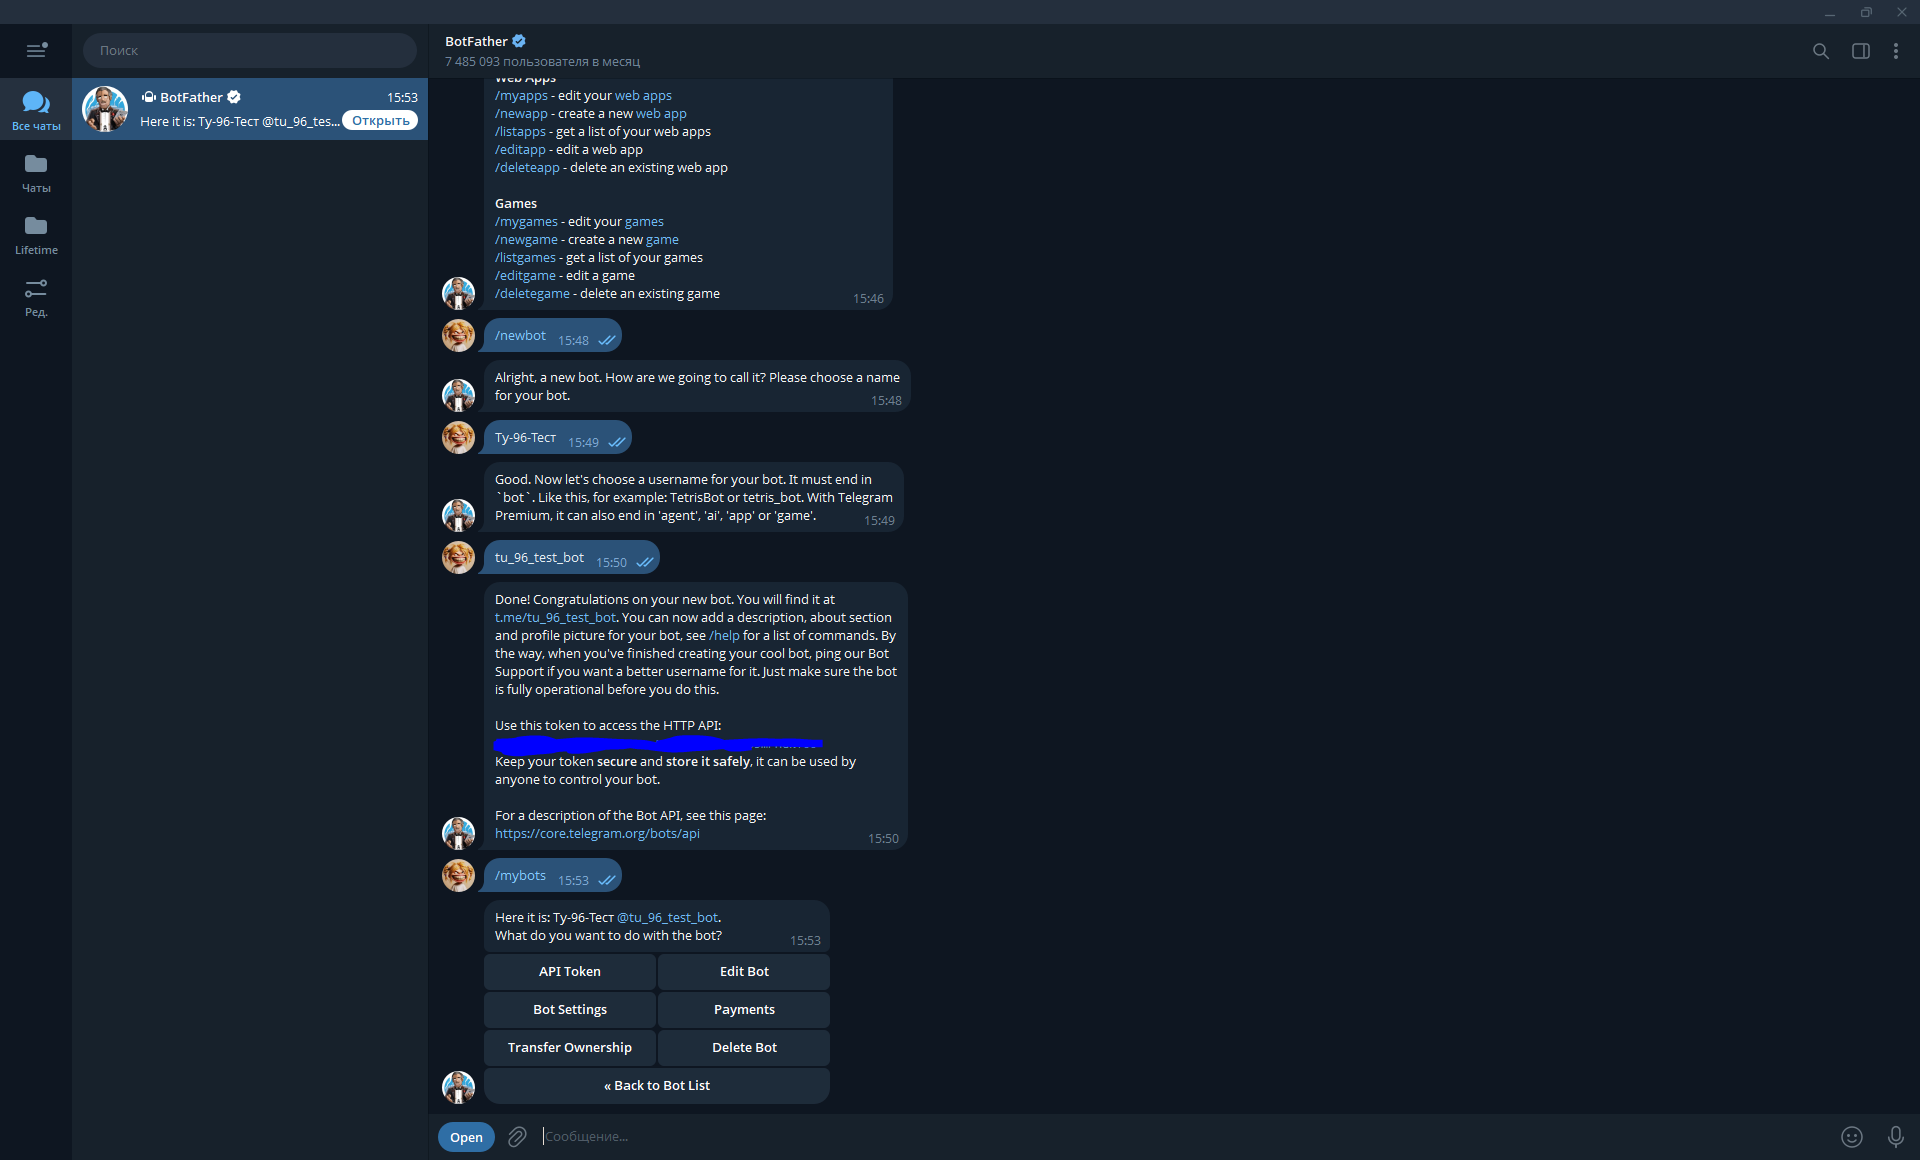 Поиск
BotFather
15:53
Here it is: Ту-96-Тест @tu_96_tes...
Открыть
Все чаты
Чаты
Lifetime
Ред.
BotFather
7 485 093 пользователя в месяц
Web Apps
/myapps - edit your web apps
/newapp - create a new web app
/listapps - get a list of your web apps
/editapp - edit a web app
/deleteapp - delete an existing web app
Games
/mygames - edit your games
/newgame - create a new game
/listgames - get a list of your games
/editgame - edit a game
/deletegame - delete an existing game
15:46
/newbot
15:48
Alright, a new bot. How are we going to call it? Please choose a name
for your bot.
15:48
Ту-96-Тест
15:49
Good. Now let's choose a username for your bot. It must end in
`bot`. Like this, for example: TetrisBot or tetris_bot. With Telegram
Premium, it can also end in 'agent', 'ai', 'app' or 'game'.
15:49
tu_96_test_bot
15:50
Done! Congratulations on your new bot. You will find it at
t.me/tu_96_test_bot. You can now add a description, about section
and profile picture for your bot, see /help for a list of commands. By
the way, when you've finished creating your cool bot, ping our Bot
Support if you want a better username for it. Just make sure the bot
is fully operational before you do this.
Use this token to access the HTTP API:
Keep your token secure and store it safely, it can be used by
anyone to control your bot.
For a description of the Bot API, see this page:
https://core.telegram.org/bots/api
15:50
/mybots
15:53
Here it is: Ту-96-Тест @tu_96_test_bot.
What do you want to do with the bot?
15:53
API Token
Edit Bot
Bot Settings
Payments
Transfer Ownership
Delete Bot
« Back to Bot List
Open
Сообщение...